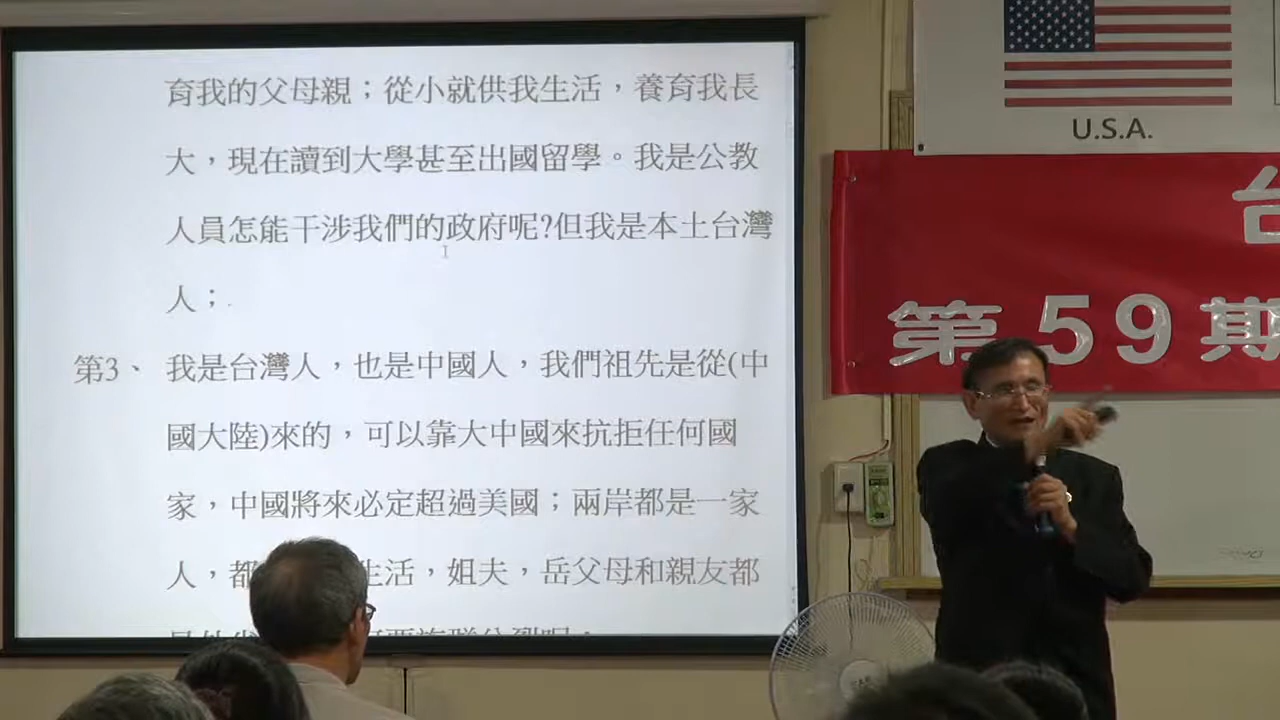 育我的父母親；從小就供我生活，養育我長
大，現在讀到大學甚至出國留學。我是公教
人員怎能干涉我們的政府呢?但我是本土台灣
人；
第3、我是台灣人，也是中國人，我們祖先是從(中
國大陸)來的，可以靠大中國來抗拒任何國
家，中國將來必定超過美國；兩岸都是一家
人，都 生活，姐夫，岳父母和親友都
U.S.A.
台
第59期